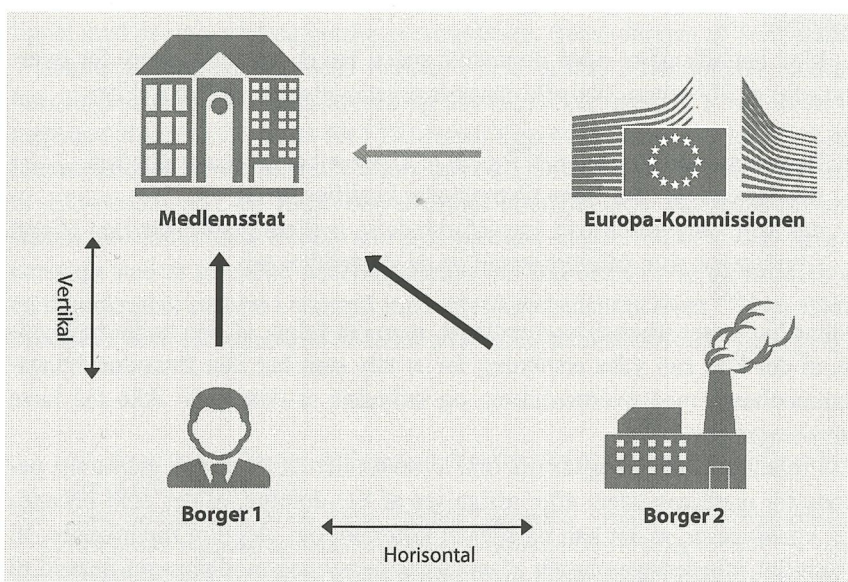 Medlemsstat
Europa-Kommissionen
Vertikal
Borger 1
Borger 2
Horisontal